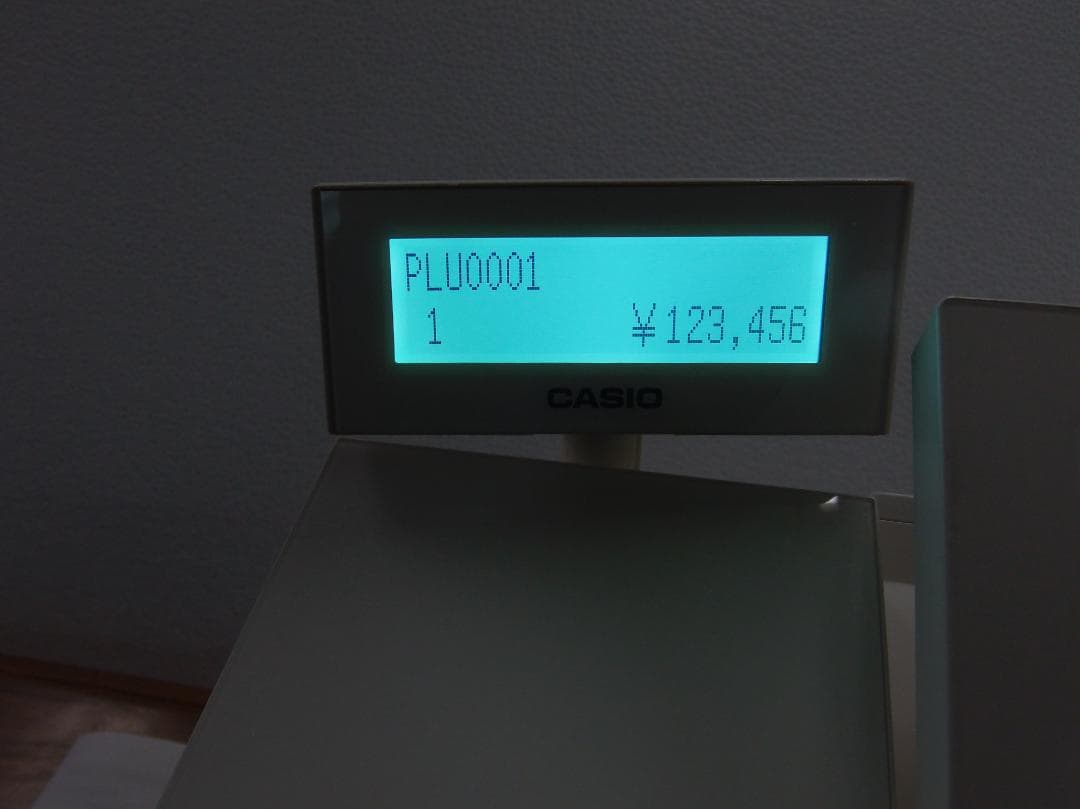 PLU0001
1 ¥123,456
CASIO